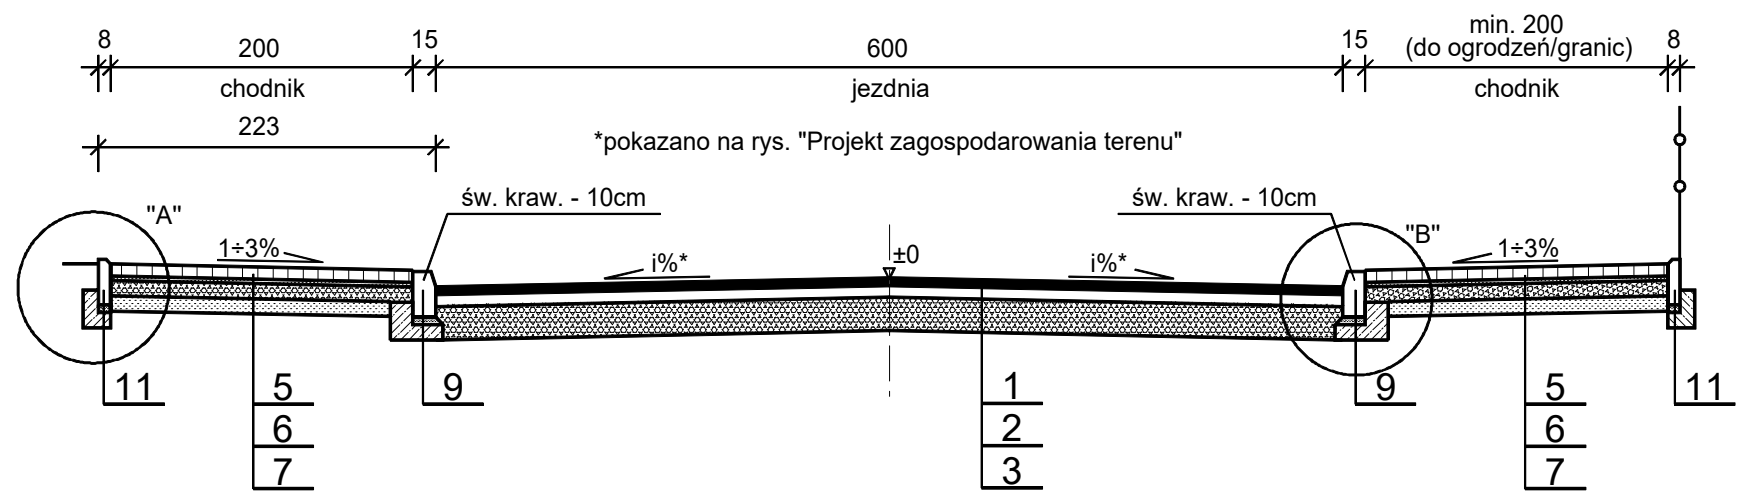 8
200
15
600
15
min. 200
(do ogrodzeń/granic)
8
chodnik
jezdnia
chodnik
223
*pokazano na rys. "Projekt zagospodarowania terenu"
"A"
św. kraw. - 10cm
św. kraw. - 10cm
"B"
1÷3%
i%*
±0
i%*
1÷3%
11
5
6
7
9
1
2
3
9
5
6
7
11